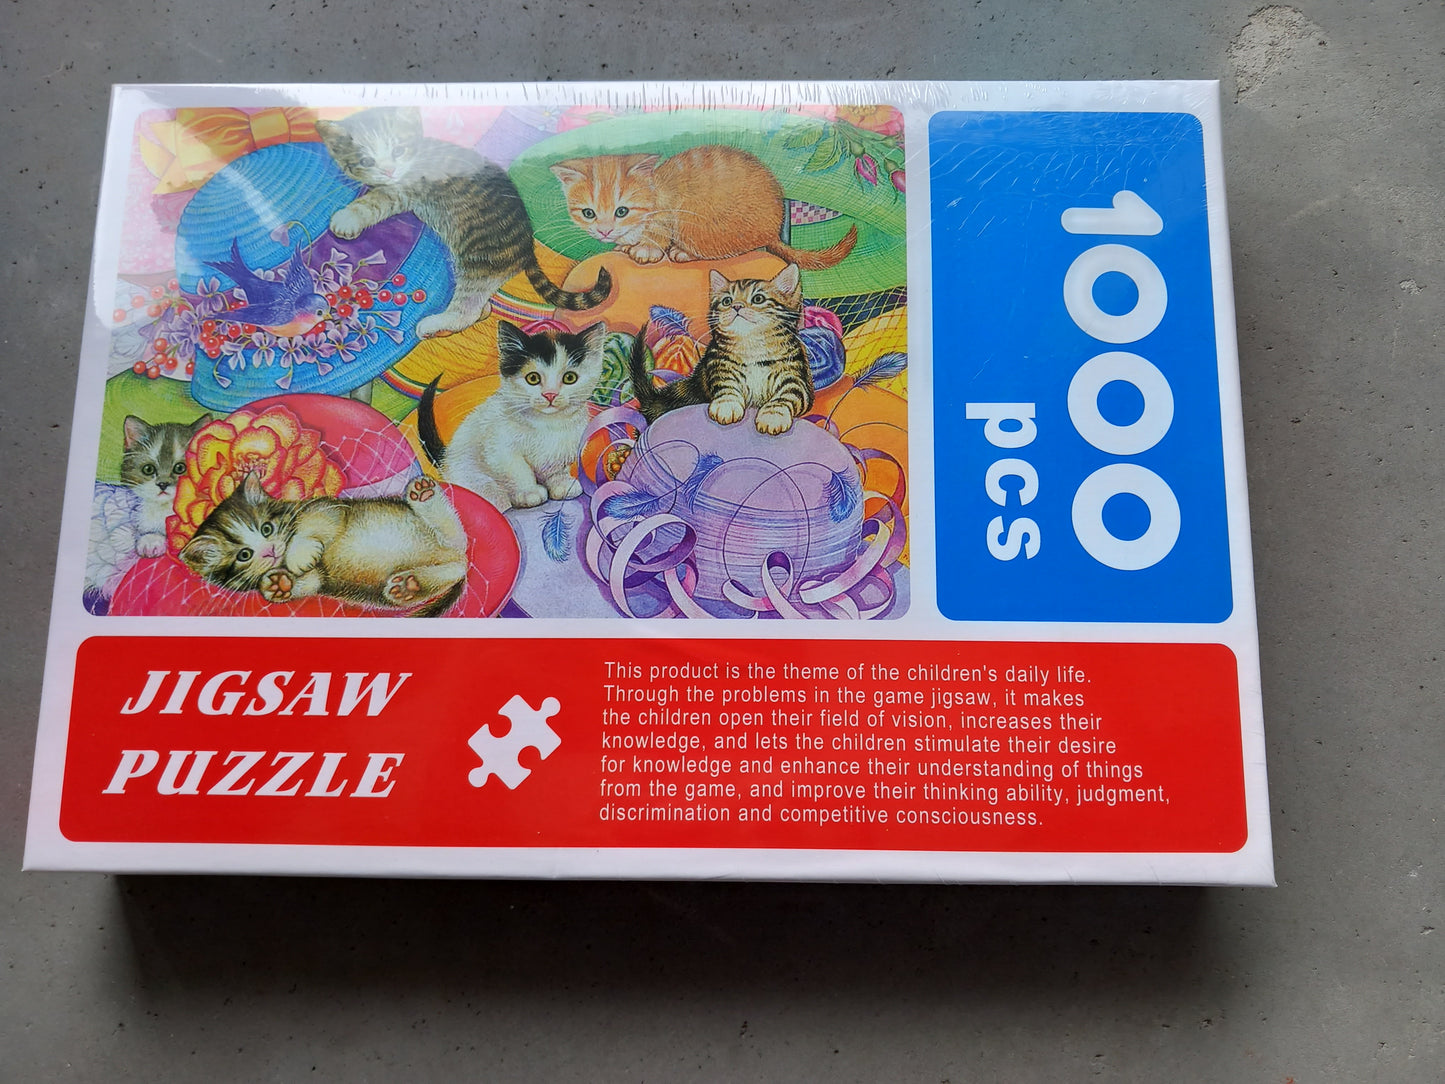 1000
pcs
JIGSAW
PUZZLE
This product is the theme of the children's daily life.
Through the problems in the game jigsaw, it makes
the children open their field of vision, increases their
knowledge, and lets the children stimulate their desire
for knowledge and enhance their understanding of things
from the game, and improve their thinking ability, judgment,
discrimination and competitive consciousness.